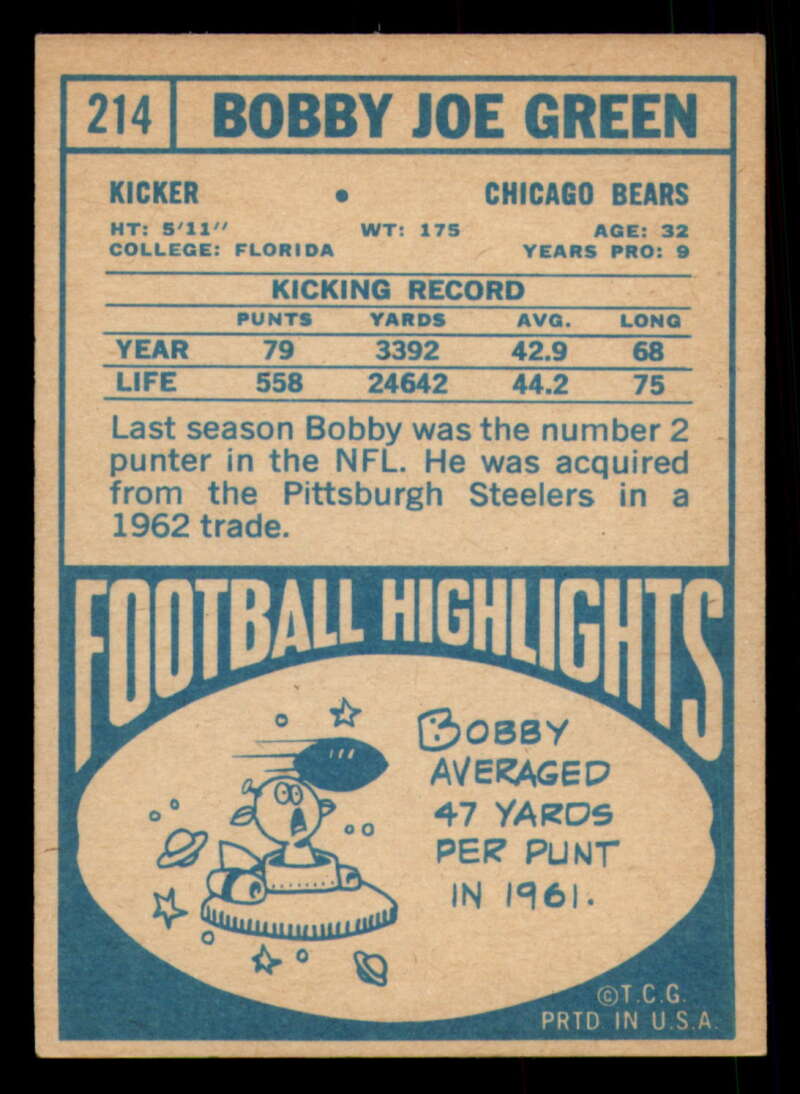 214 BOBBY JOE GREEN
KICKER • CHICAGO BEARS
HT: 5'11" WT: 175 AGE: 32
COLLEGE: FLORIDA YEARS PRO: 9
KICKING RECORD
PUNTS YARDS AVG. LONG
YEAR 79 3392 42.9 68
LIFE 558 24642 44.2 75
Last season Bobby was the number 2
punter in the NFL. He was acquired
from the Pittsburgh Steelers in a
1962 trade.
FOOTBALL HIGHLIGHTS
BOBBY
AVERAGED
47 YARDS
PER PUNT
IN 1961.
©T.C.G.
PRTD. IN U.S.A.